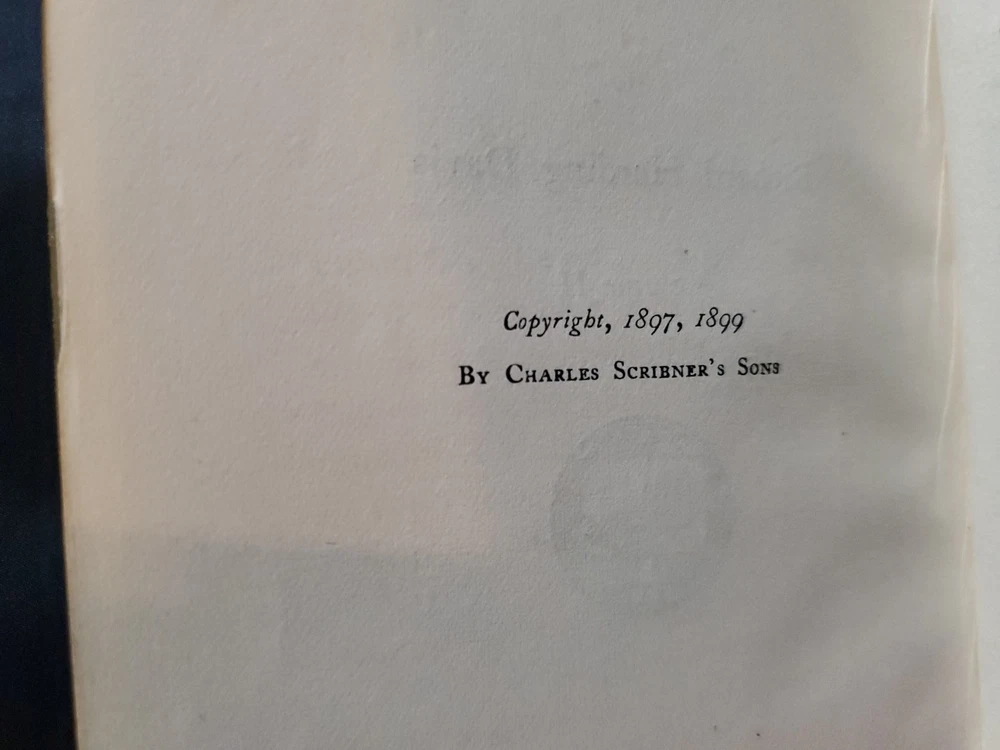 Copyright, 1897, 1899
By Charles Scribner's Sons